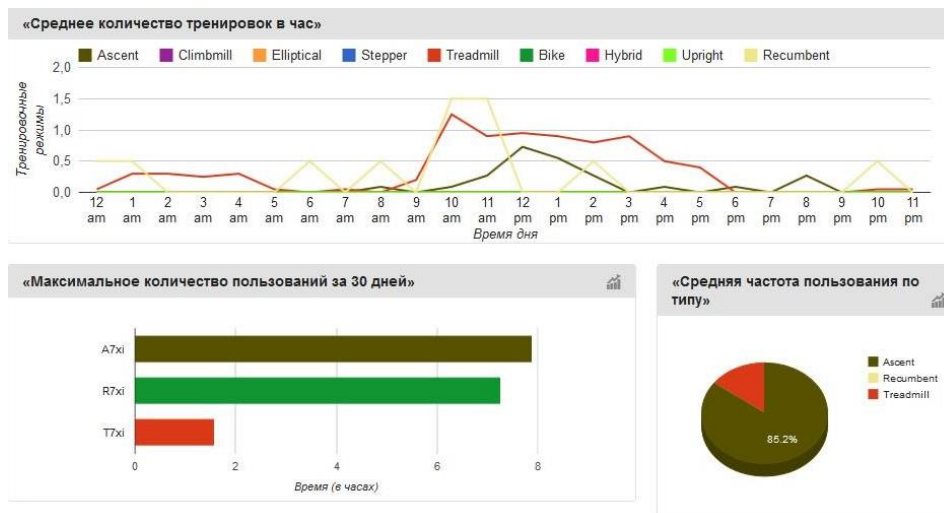 «Среднее количество тренировок в час»
Ascent Climbmill Elliptical Stepper Treadmill Bike Hybrid Upright Recumbent
Тренировочные
режимы
2,0
1,5
1,0
0,5
0,0
12 1 2 3 4 5 6 7 8 9 10 11 12 1 2 3 4 5 6 7 8 9 10 11
am am am am am am am am am am am am pm pm pm pm pm pm pm pm pm pm pm pm
Время дня
«Максимальное количество пользований за 30 дней»
A7xi
R7xi
T7xi
0 2 4 6 8
Время (в часах)
«Средняя частота пользования по
типу»
Ascent
Recumbent
Treadmill
85.2%